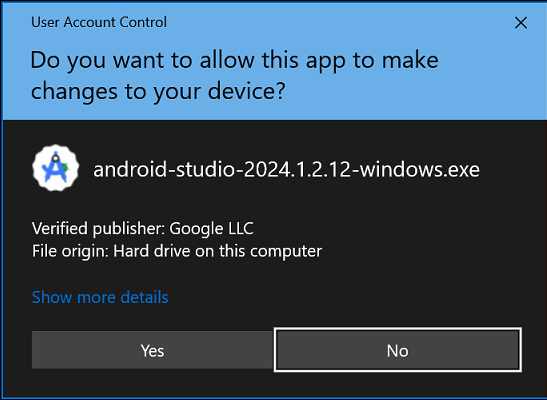 User Account Control
Do you want to allow this app to make
changes to your device?
android-studio-2024.1.2.12-windows.exe
Verified publisher: Google LLC
File origin: Hard drive on this computer
Show more details
Yes
No